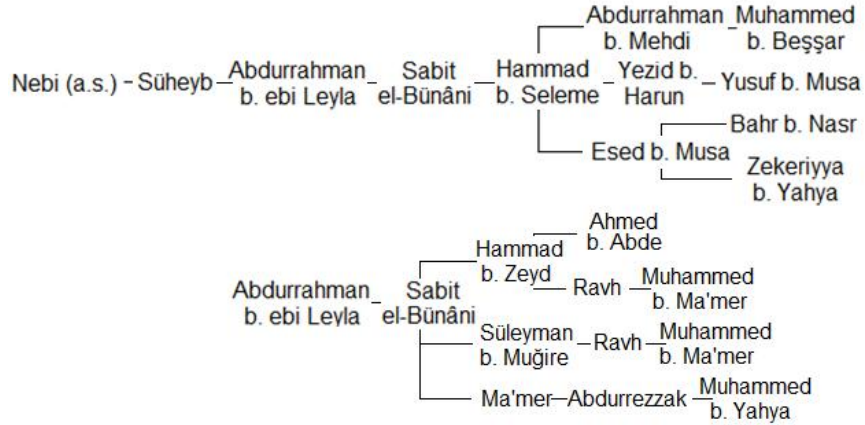 Abdurrahman b. Mehdi – Muhammed b. Beşşar
Nebi (a.s.) – Süheyb – Abdurrahman b. ebi Leyla – Sabit el-Bünâni – Hammad b. Seleme – Yezid b. Harun – Yusuf b. Musa
Esed b. Musa
Bahr b. Nasr
Zekeriyya b. Yahya
Abdurrahman b. ebi Leyla – Sabit el-Bünâni
Hammad b. Zeyd
Ahmed b. Abde
Ravh – Muhammed b. Ma'mer
Süleyman b. Muğire – Ravh – Muhammed b. Ma'mer
Ma'mer – Abdurrezzak – Muhammed b. Yahya